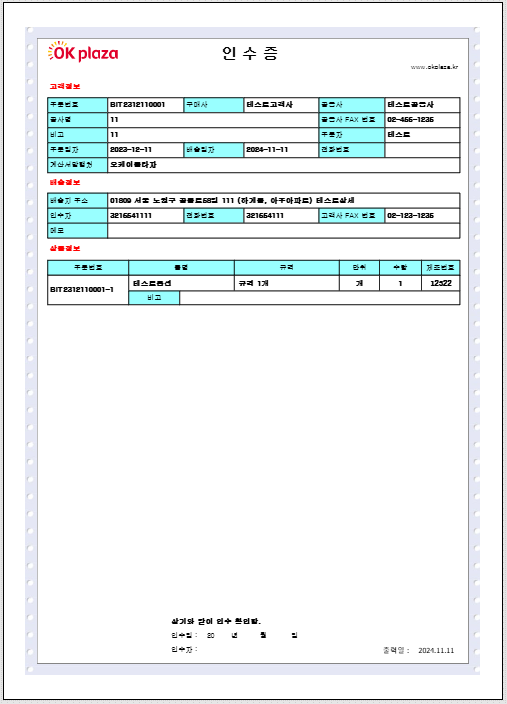 OK plaza
인 수 증
www.okplaza.kr
고객정보
주문번호 BIT2312110001 구매사 테스트고객사 공급사 테스트공급사
공사명 11 공급사 FAX 번호 02-456-1235
비고 11 주문자 테스트
주문일자 2023-12-11 배송일자 2024-11-11 전화번호
계산서발행처 오케이플라자
배송정보
배송지 주소 01809 서울 노원구 공릉로58길 111 (하계동, 아주아파트) 테스트상세
인수자 3216541111 전화번호 321654111 고객사 FAX 번호 02-123-1235
메모
상품정보
주문번호 품명 규격 단위 수량 제조번호
BIT2312110001-1 테스트옵션 규격 1개 개 1 12322
비고
상기와 같이 인수 확인함.
인수일 : 20 년 월 일
인수자 :
출력일 : 2024.11.11